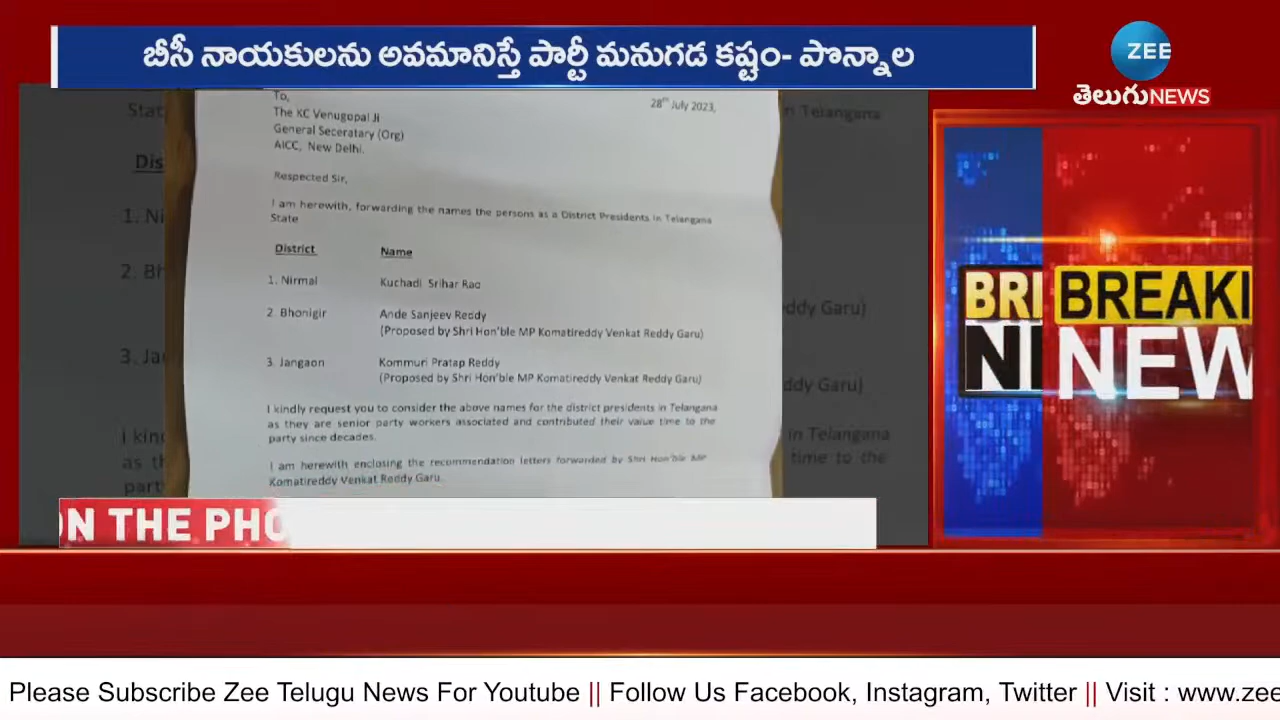 బీసీ నాయకులను అవమానిస్తే పార్టీ మనుగడ కష్టం- పొన్నాల
ZEE
తెలుగు NEWS
To,
28th July 2023,
The KC Venugopal Ji
General Seceratary (Org)
AICC, New Delhi.
Respected Sir,
I am herewith, forwarding the names the persons as a District Presidents in Telangana
State
District Name
1. Nirmal Kuchadi Srihar Rao
2. Bhonigir Ande Sanjeev Reddy
(Proposed by Shri Hon'ble MP Komatireddy Venkat Reddy Garu)
3. Jangaon Kommuri Pratap Reddy
(Proposed by Shri Hon'ble MP Komatireddy Venkat Reddy Garu)
I kindly request you to consider the above names for the district presidents in Telangana
as they are senior party workers associated and contributed their value time to the
party since decades.
I am herewith enclosing the recommendation letters forwarded by Shri Hon'ble MP
Komatireddy Venkat Reddy Garu.
BRI BREAKI
NI NEW
ON THE PHO
Please Subscribe Zee Telugu News For Youtube || Follow Us Facebook, Instagram, Twitter || Visit : www.zee